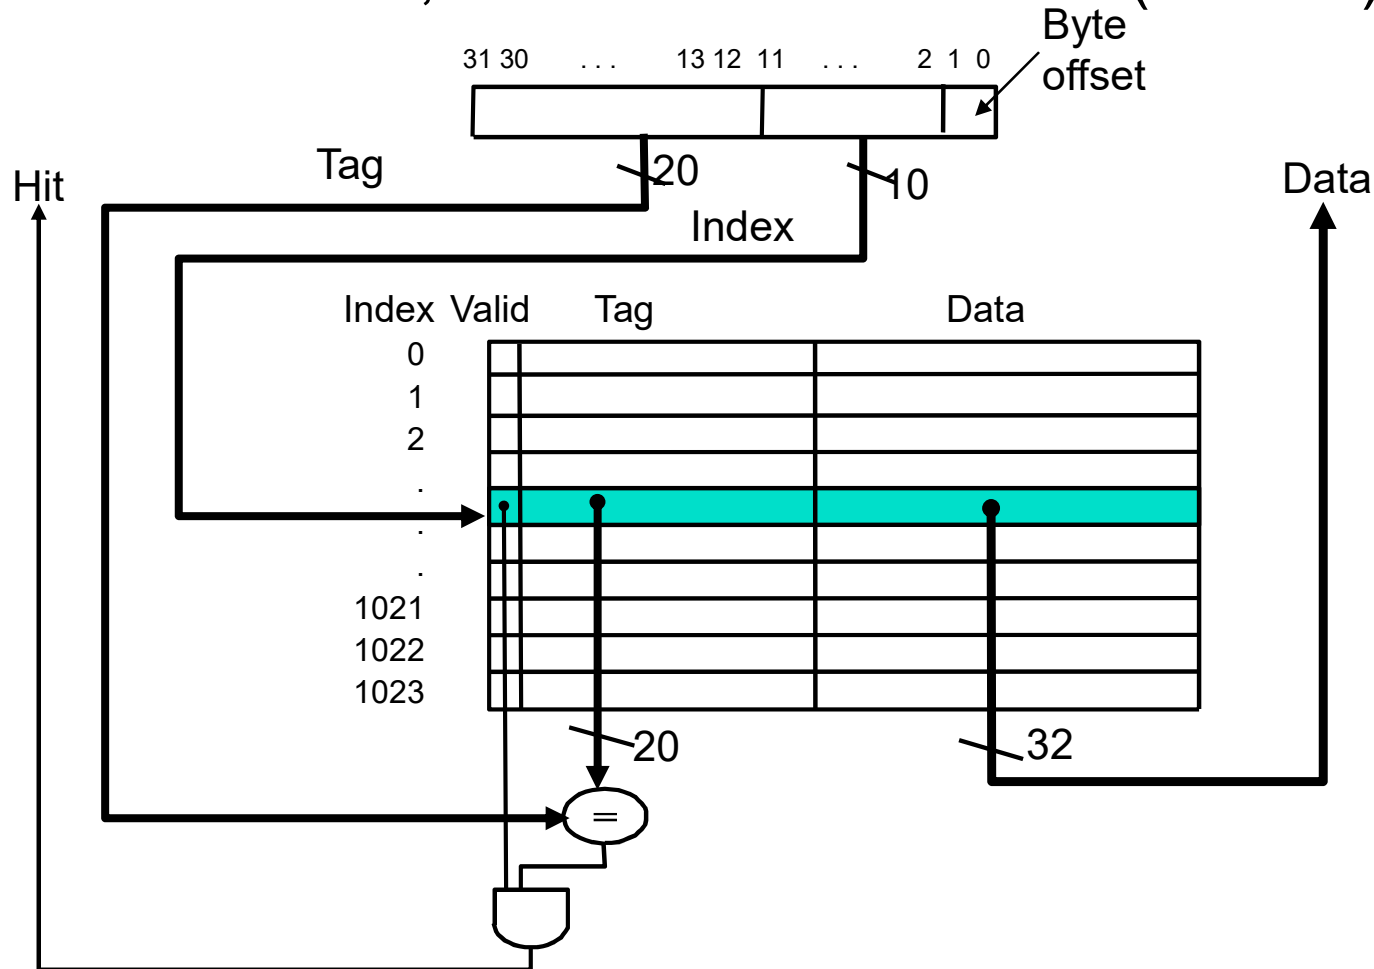 Byte
offset
31 30 . . . 13 12 11 . . . 2 1 0
Tag
20
10
Hit
Data
Index
Index Valid Tag Data
0
1
2
.
.
.
1021
1022
1023
20
32
=